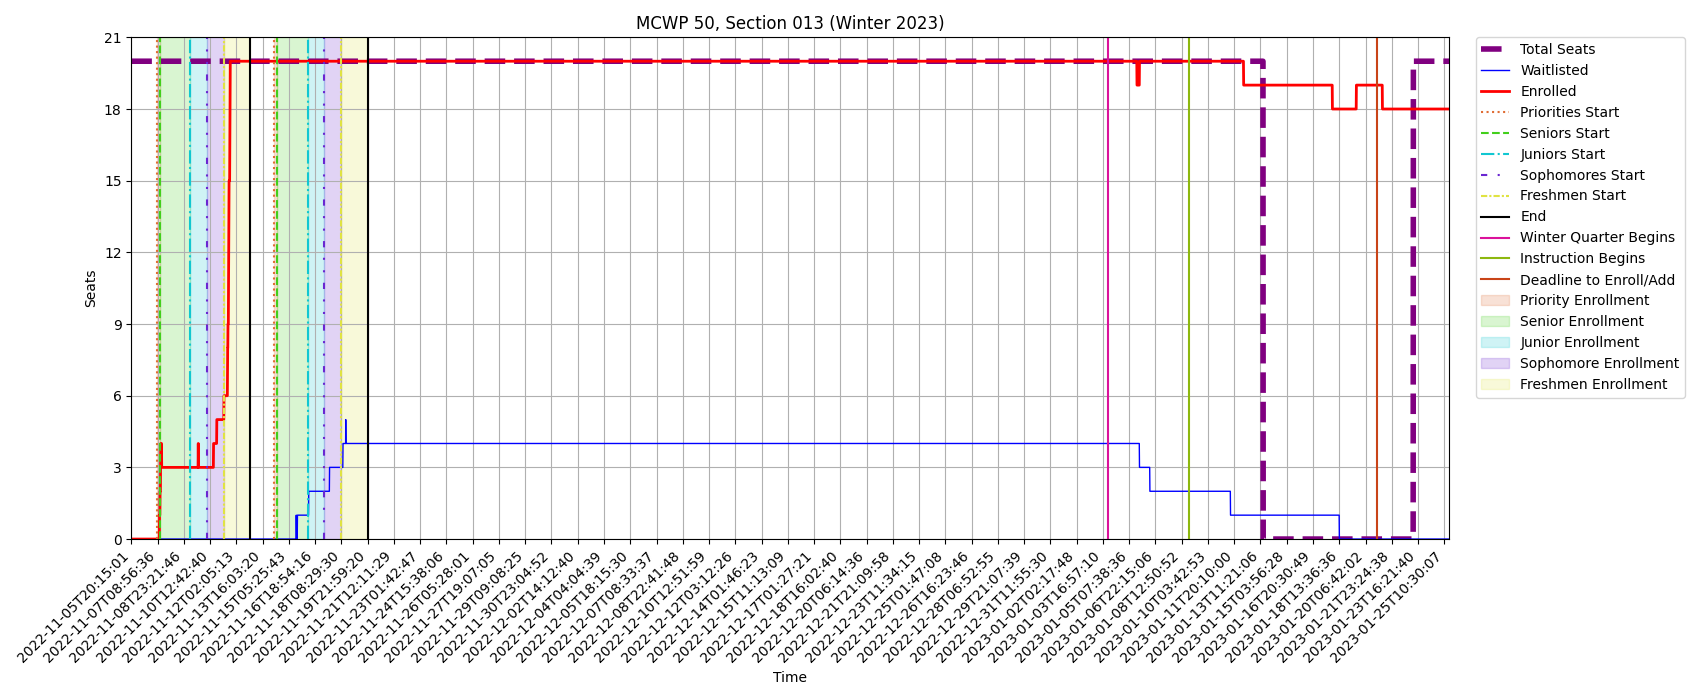 MCWP 50, Section 013 (Winter 2023)
21
18
15
12
9
6
3
0
Seats
2022-11-05T20:15:01
2022-11-07T08:56:36
2022-11-08T23:21:46
2022-11-10T12:42:40
2022-11-12T02:05:13
2022-11-13T16:03:20
2022-11-15T05:25:43
2022-11-16T18:54:16
2022-11-18T08:29:30
2022-11-19T21:59:20
2022-11-21T12:11:29
2022-11-23T01:42:47
2022-11-24T15:38:06
2022-11-26T05:28:01
2022-11-27T19:07:05
2022-11-29T09:08:25
2022-11-30T23:04:52
2022-12-02T14:12:40
2022-12-04T04:04:39
2022-12-05T18:15:30
2022-12-07T08:33:37
2022-12-08T22:41:48
2022-12-10T12:51:59
2022-12-12T03:12:26
2022-12-14T01:46:23
2022-12-15T15:11:13:09
2022-12-17T01:27:21
2022-12-18T16:02:40
2022-12-20T06:14:36
2022-12-21T21:09:58
2022-12-23T11:34:15
2022-12-25T01:47:08
2022-12-26T16:23:46
2022-12-28T06:52:55
2022-12-29T21:07:39
2022-12-31T11:55:30
2023-01-02T02:17:48
2023-01-03T16:57:10
2023-01-05T07:38:36
2023-01-06T22:15:06
2023-01-08T12:50:52
2023-01-10T03:42:53
2023-01-11T20:10:00
2023-01-13T11:21:06
2023-01-15T03:56:28
2023-01-16T20:30:49
2023-01-18T13:36:36
2023-01-20T06:42:02
2023-01-21T23:24:38
2023-01-23T16:21:40
2023-01-25T10:30:07
Time
Total Seats
Waitlisted
Enrolled
Priorities Start
Seniors Start
Juniors Start
Sophomores Start
Freshmen Start
End
Winter Quarter Begins
Instruction Begins
Deadline to Enroll/Add
Priority Enrollment
Senior Enrollment
Junior Enrollment
Sophomore Enrollment
Freshmen Enrollment